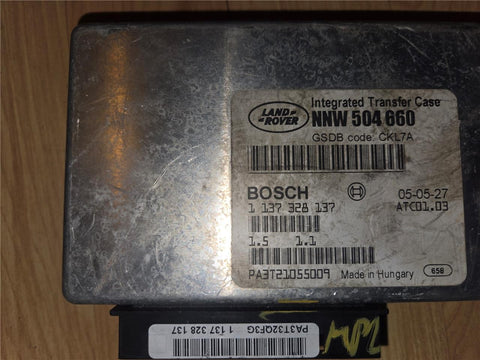 LAND
ROVER
Integrated Transfer Case
NNW 504 660
GSDB code: CKL7A
BOSCH
05-05-27
1 137 328 137
ATC01.03
1.5 1.1
PA3T21055009
Made in Hungary
658
PA3T32QF3G
1 137 328 137